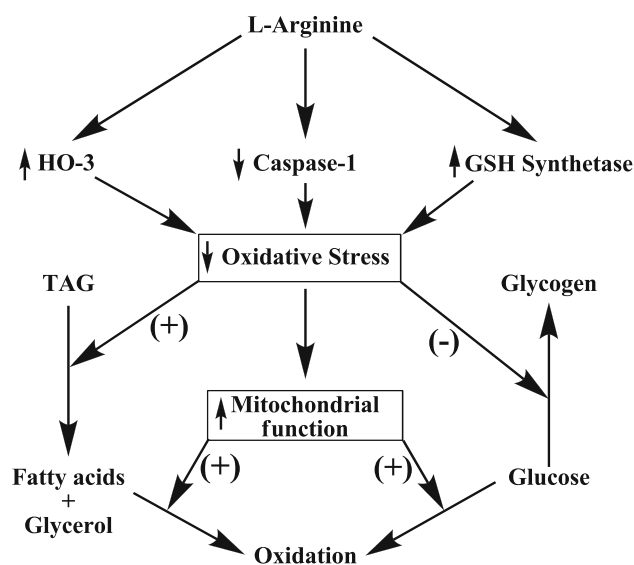 L-Arginine
HO-3
Caspase-1
GSH Synthetase
Oxidative Stress
TAG
Glycogen
(+)
(-)
Mitochondrial
function
(+)
(+)
Fatty acids
+
Glycerol
Glucose
Oxidation